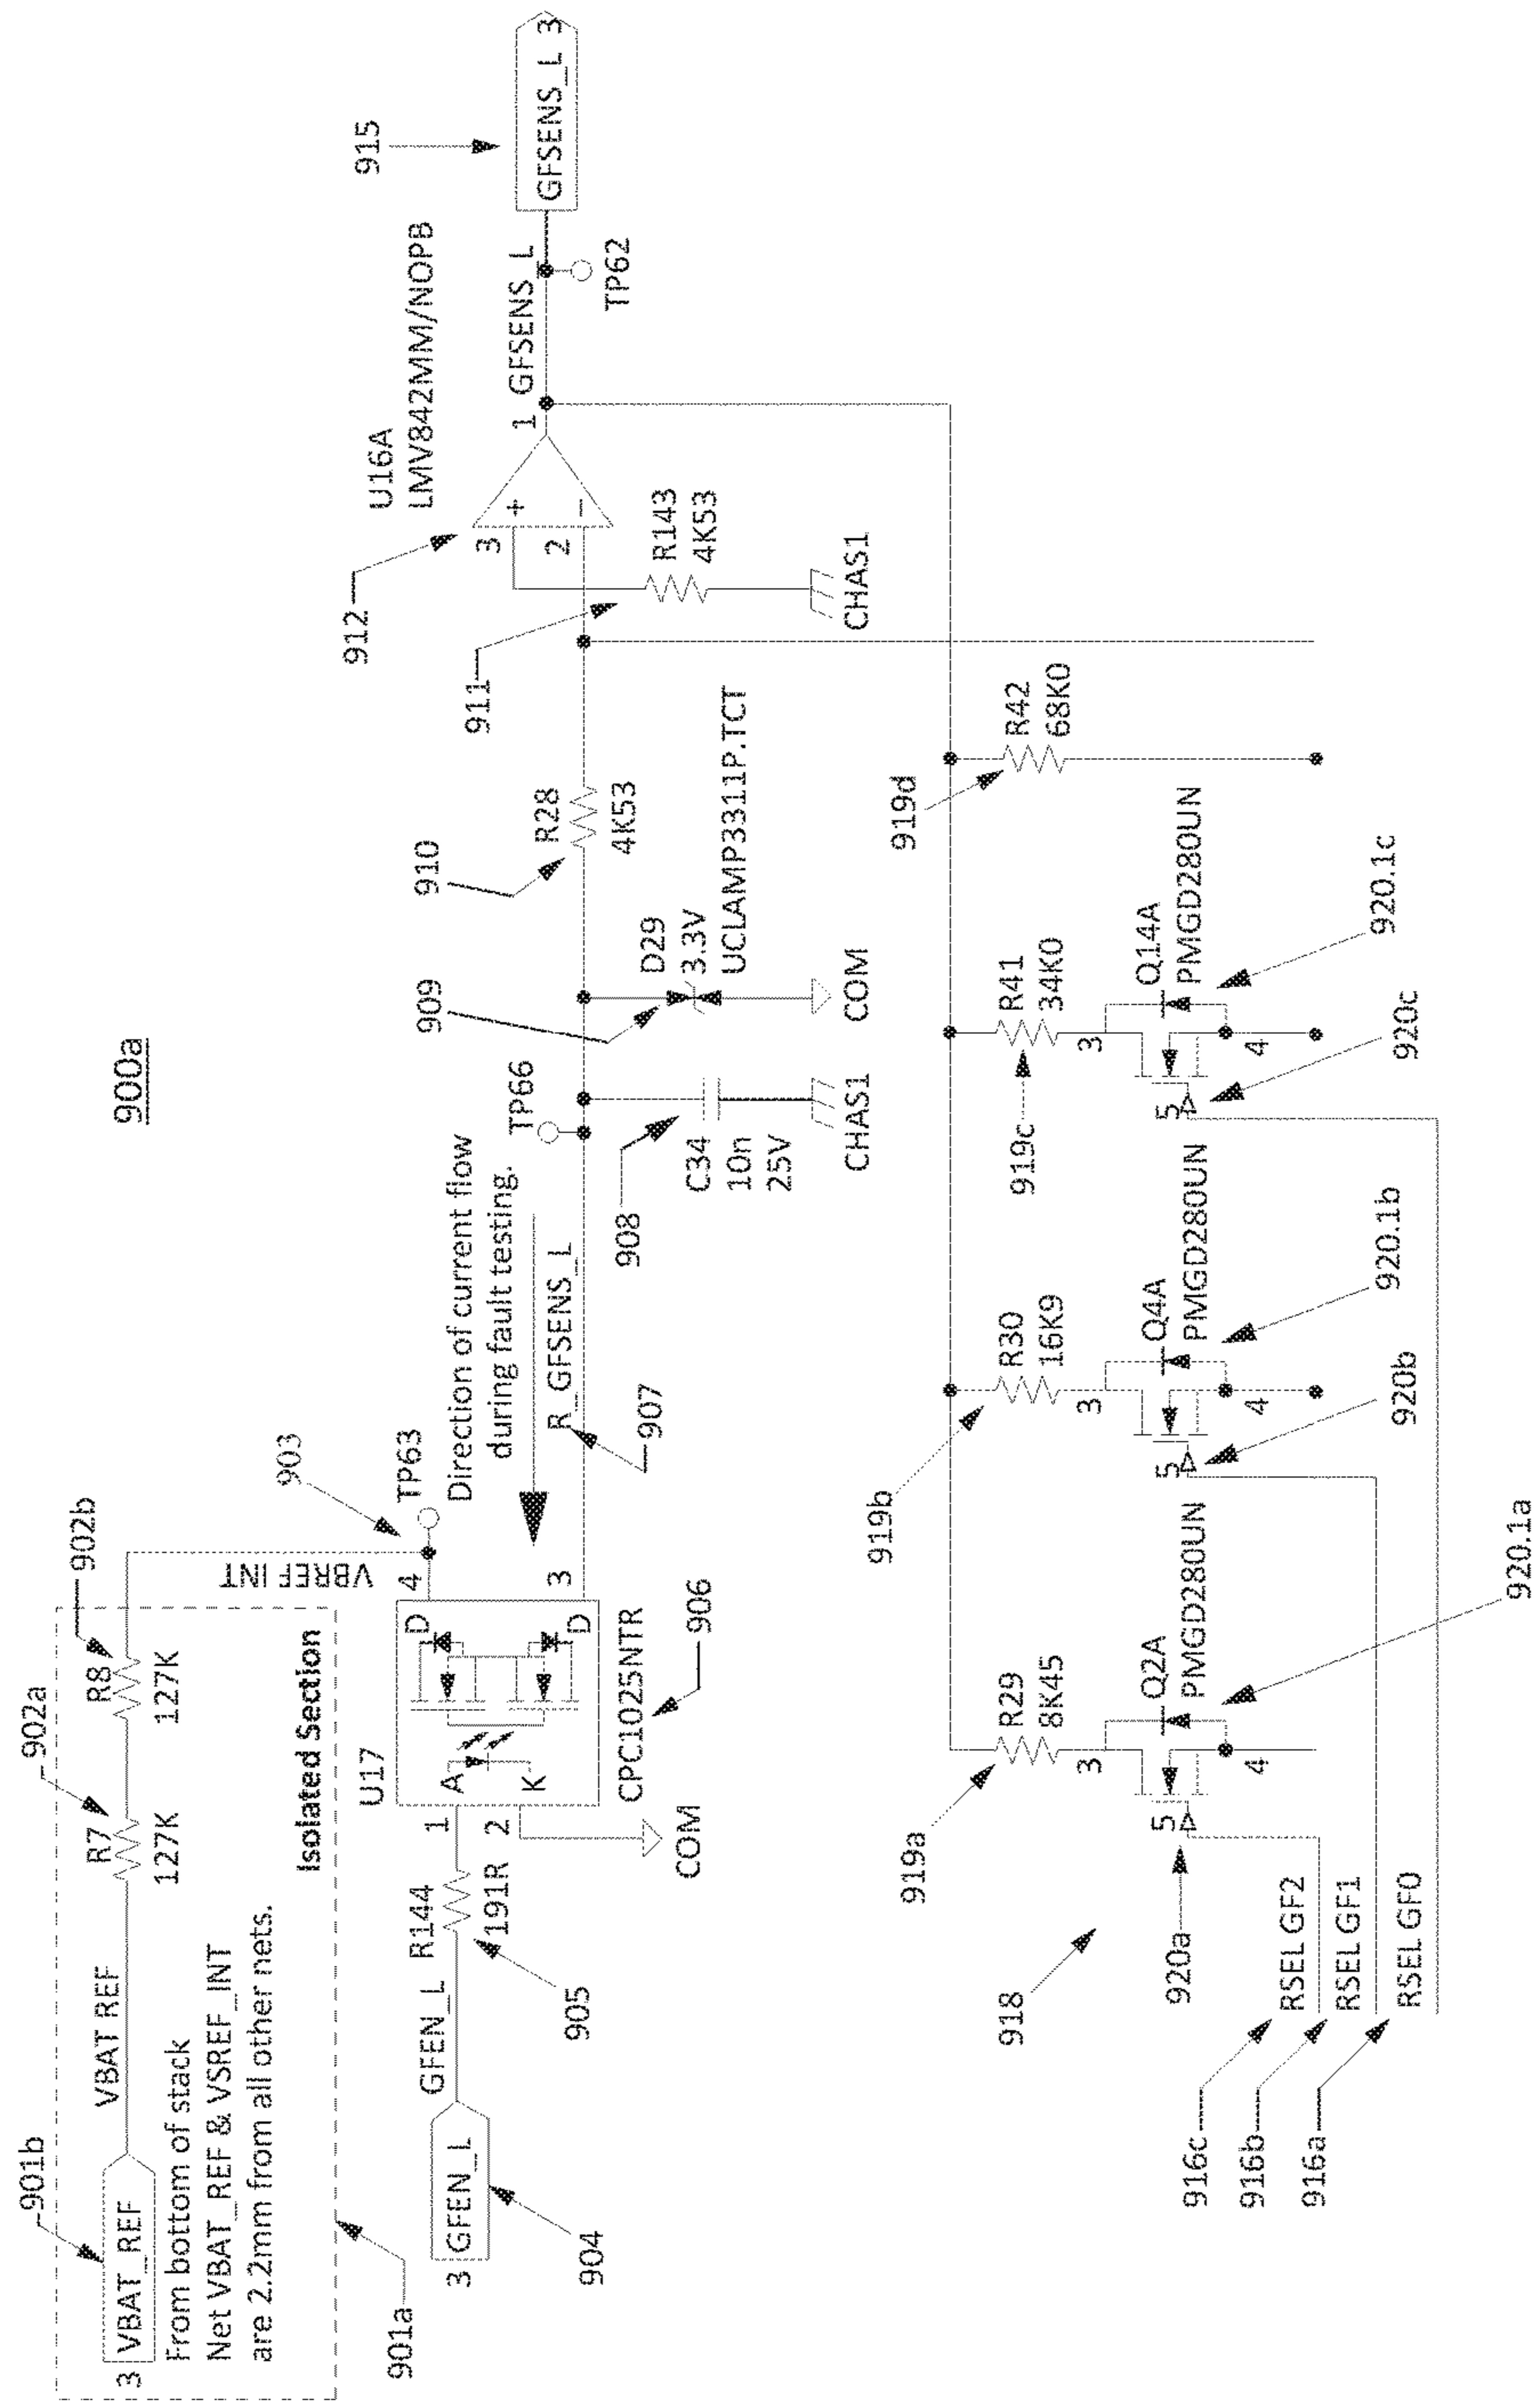 900a
901b
3 VBAT_REF
VBAT REF
From bottom of stack
Net VBAT_REF & VSREF_INT
are 2.2mm from all other nets.
901a
902a
R7
127K
902b
R8
127K
Isolated Section
903
VBREF INT
TP63
Direction of current flow
during fault testing.
R_GFSENS_L
907
3 GFEN_L
904
GFEN_L
R144
191R
905
U17
1
2
A
K
D
D
4
3
COM
CPC1025NTR
906
TP66
908
C34
10n
25V
CHAS1
909
D29
3.3V
UCLAMP3311P.TCT
COM
910
R28
4K53
911
R143
4K53
CHAS1
912
U16A
LMV842MM/NOPB
3
2
+
−
1
GFSENS_L
TP62
915
GFSENS_L 3
918
919a
R29
8K45
3
Q2A
PMGD280UN
5
4
920a
920.1a
919b
R30
16K9
3
Q4A
PMGD280UN
5
4
920b
920.1b
919c
R41
34K0
3
Q14A
PMGD280UN
5
4
920c
920.1c
919d
R42
68K0
916c
RSEL GF2
916b
RSEL GF1
916a
RSEL GF0